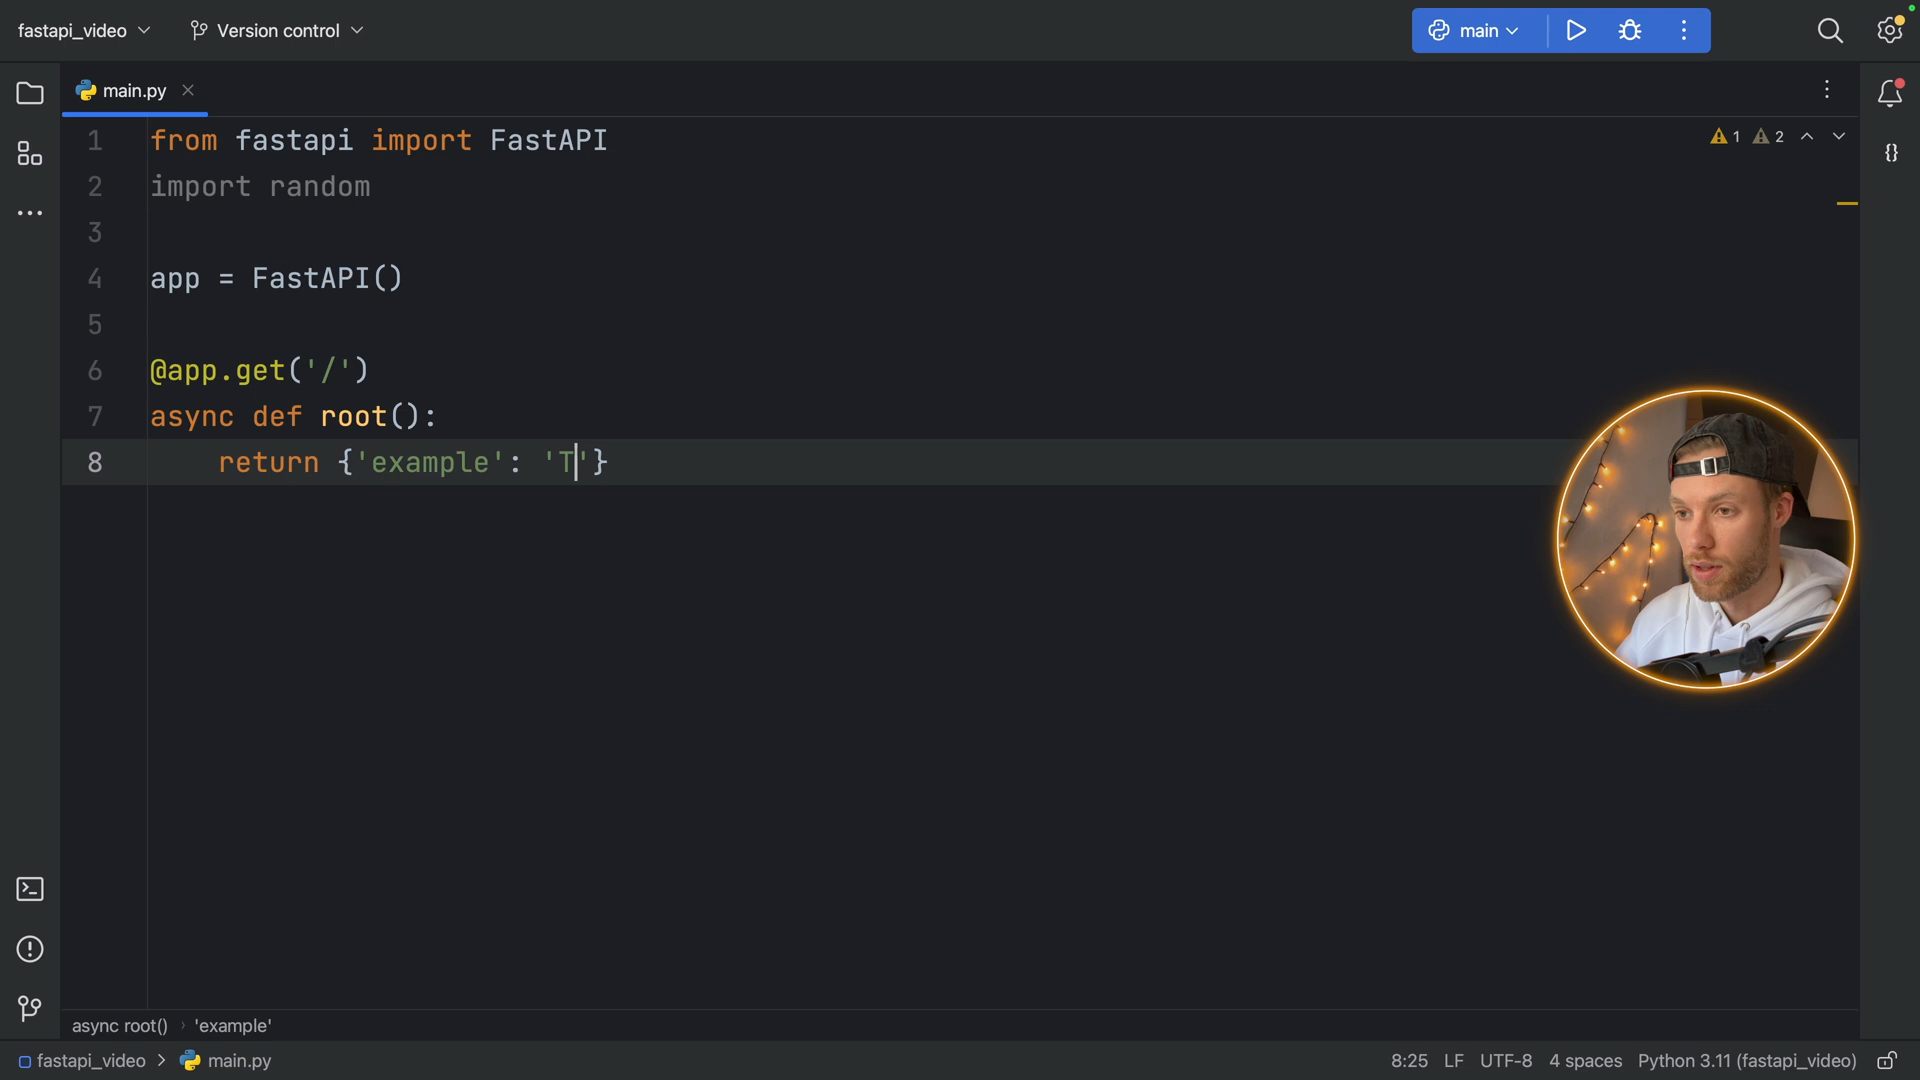 fastapi_video
Version control
main
main.py
1 from fastapi import FastAPI
2 import random
3
4 app = FastAPI()
5
6 @app.get('/')
7 async def root():
8 return {'example': 'T'}
1 2
{}
async root() › 'example'
fastapi_video > main.py
8:25 LF UTF-8 4 spaces Python 3.11 (fastapi_video)